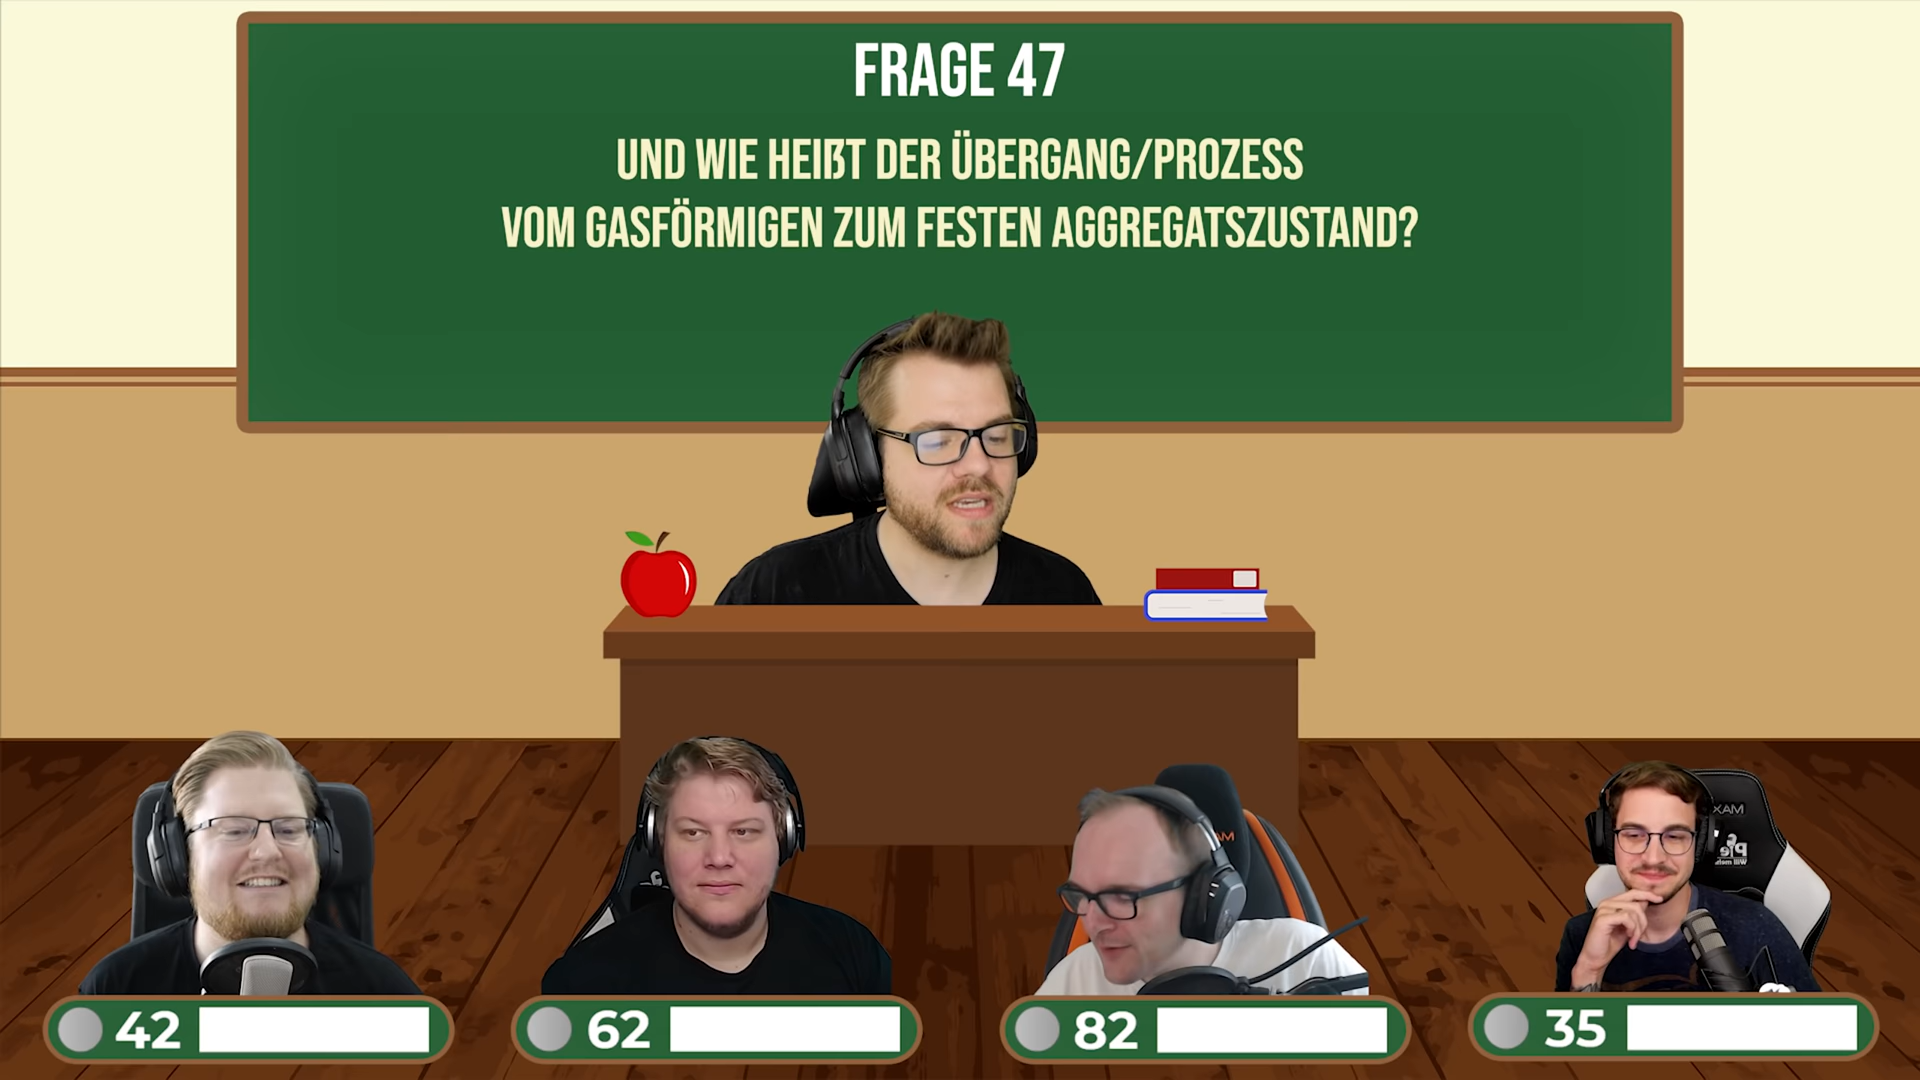 FRAGE 47
UND WIE HEIẞT DER ÜBERGANG/PROZESS
VOM GASFÖRMIGEN ZUM FESTEN AGGREGATSZUSTAND?
42
62
82
35